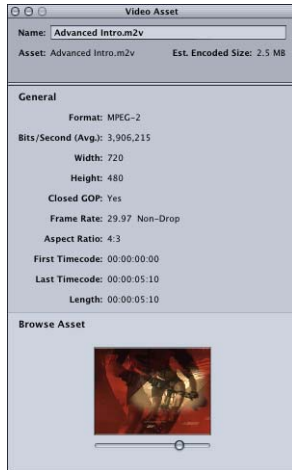 Video Asset
Name: Advanced Intro.m2v
Asset: Advanced Intro.m2v Est. Encoded Size: 2.5 MB
General
Format: MPEG-2
Bits/Second (Avg.): 3,906,215
Width: 720
Height: 480
Closed GOP: Yes
Frame Rate: 29.97 Non-Drop
Aspect Ratio: 4:3
First Timecode: 00:00:00:00
Last Timecode: 00:00:05:10
Length: 00:00:05:10
Browse Asset